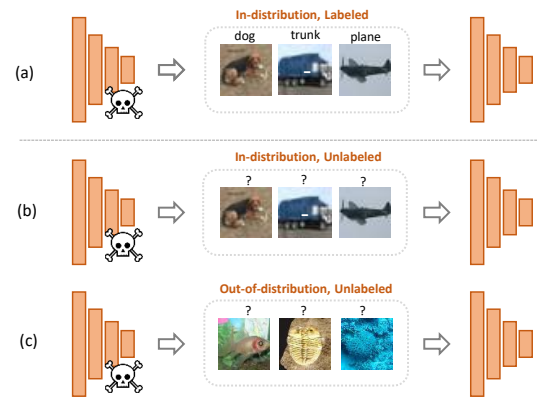 In-distribution, Labeled
dog trunk plane
(a)
In-distribution, Unlabeled
? ? ?
(b)
Out-of-distribution, Unlabeled
? ? ?
(c)